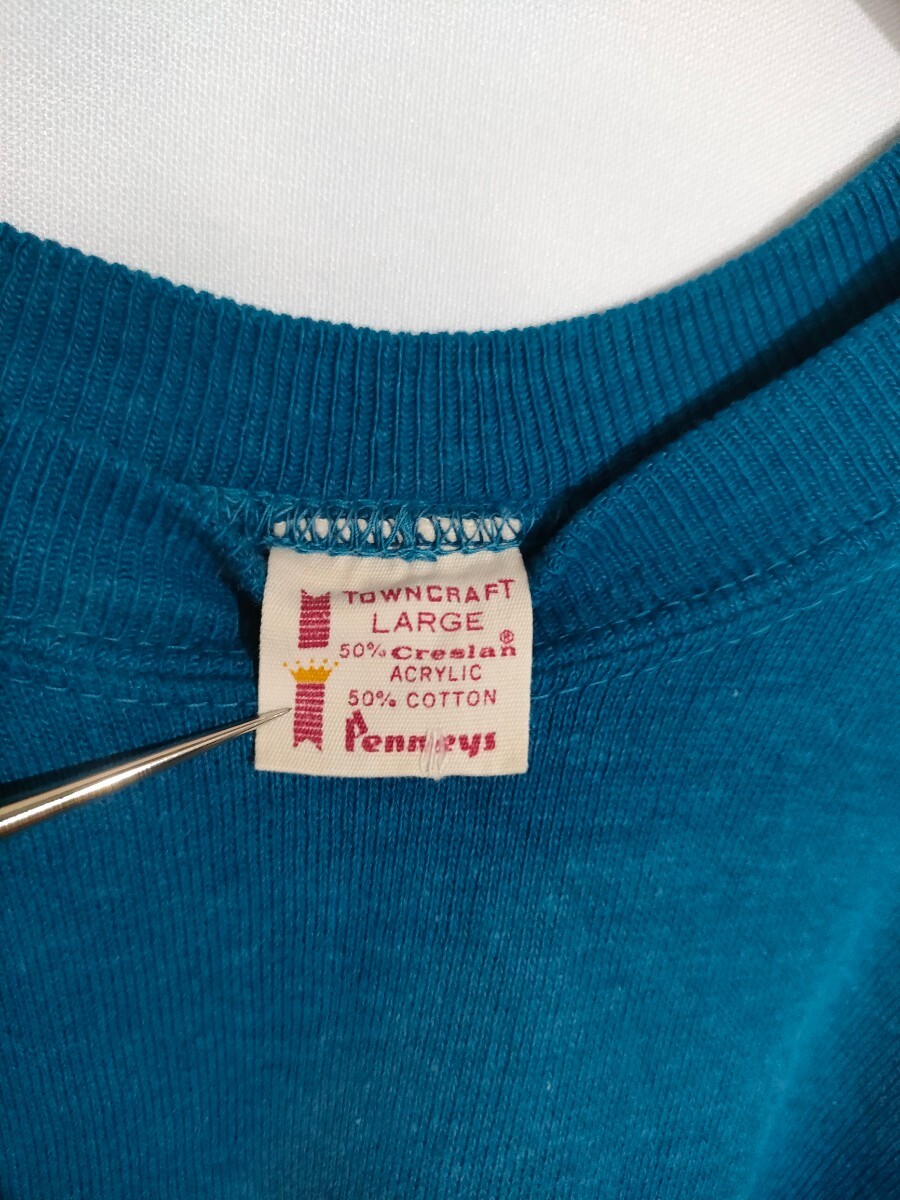 TOWNCRAFT
LARGE
50% Creslan®
ACRYLIC
50% COTTON
Penneys